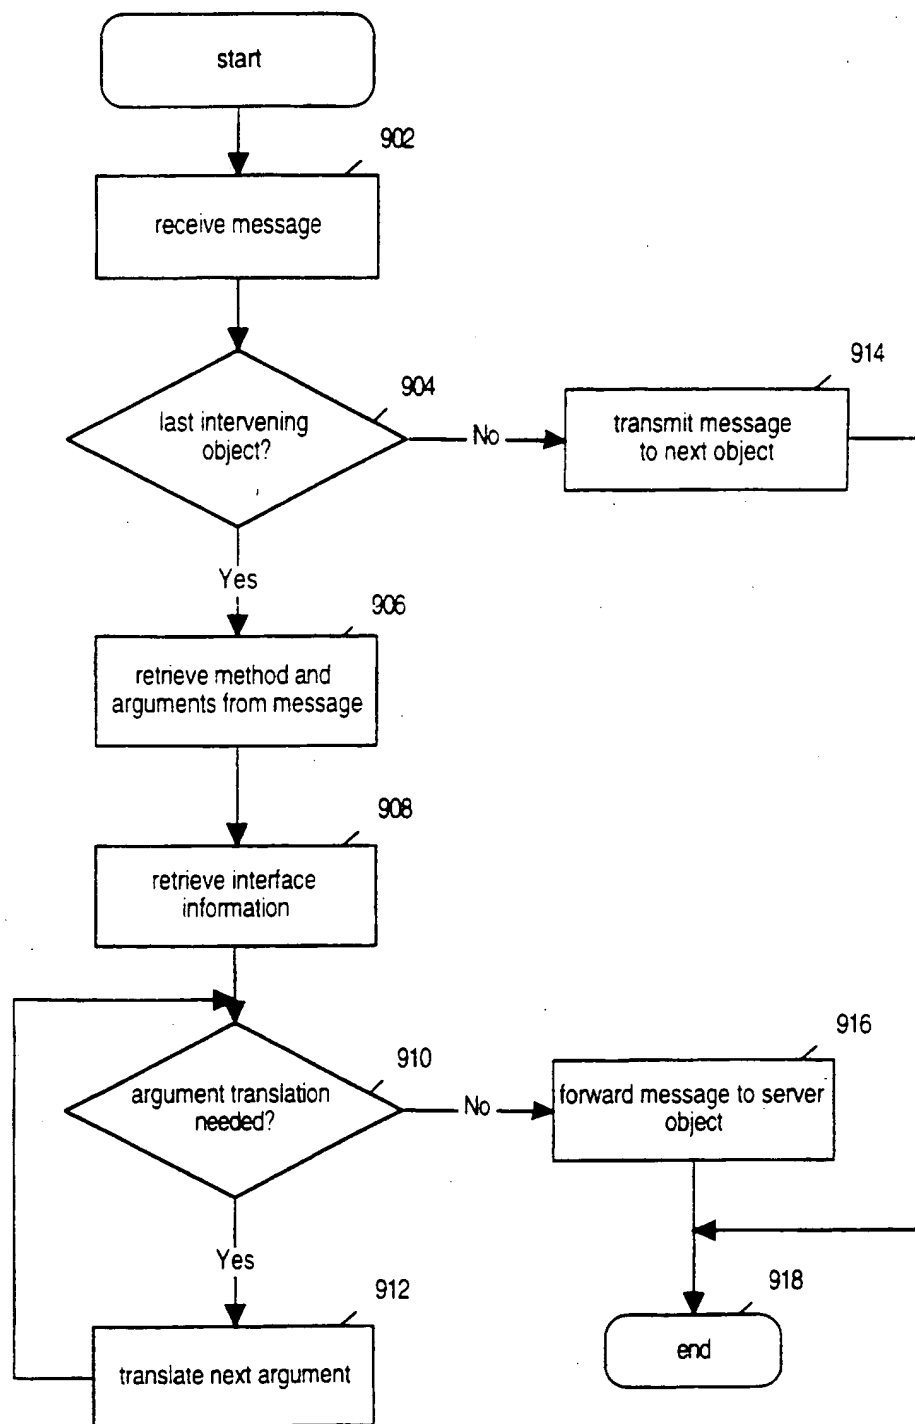 start
902
receive message
904
last intervening
object?
No
914
transmit message
to next object
Yes
906
retrieve method and
arguments from message
908
retrieve interface
information
910
argument translation
needed?
No
916
forward message to server
object
Yes
912
translate next argument
918
end